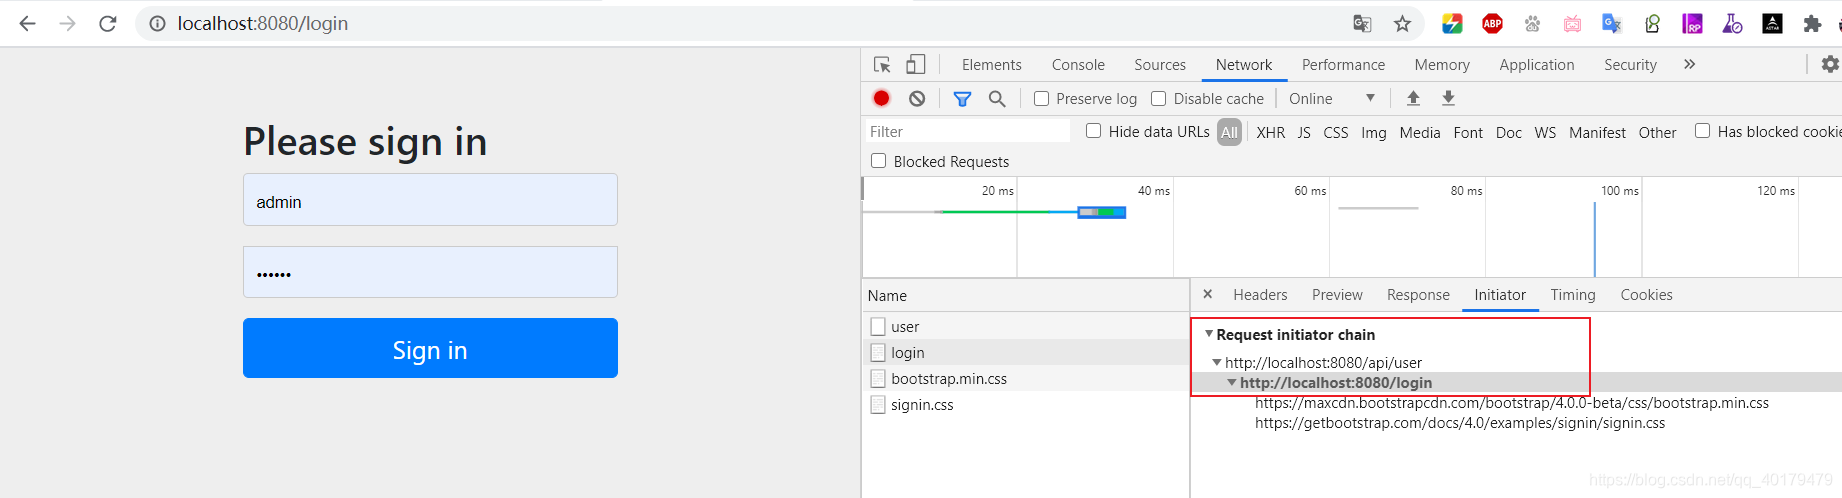 localhost:8080/login
ABP
RP
Elements Console Sources Network Performance Memory Application Security »
Preserve log Disable cache Online
Filter Hide data URLs All XHR JS CSS Img Media Font Doc WS Manifest Other Has blocked cookie
Blocked Requests
20 ms 40 ms 60 ms 80 ms 100 ms 120 ms
Please sign in
admin
••••••
Sign in
Name
user
login
bootstrap.min.css
signin.css
× Headers Preview Response Initiator Timing Cookies
Request initiator chain
http://localhost:8080/api/user
http://localhost:8080/login
https://maxcdn.bootstrapcdn.com/bootstrap/4.0.0-beta/css/bootstrap.min.css
https://getbootstrap.com/docs/4.0/examples/signin/signin.css
https://blog.csdn.net/qq_40179479